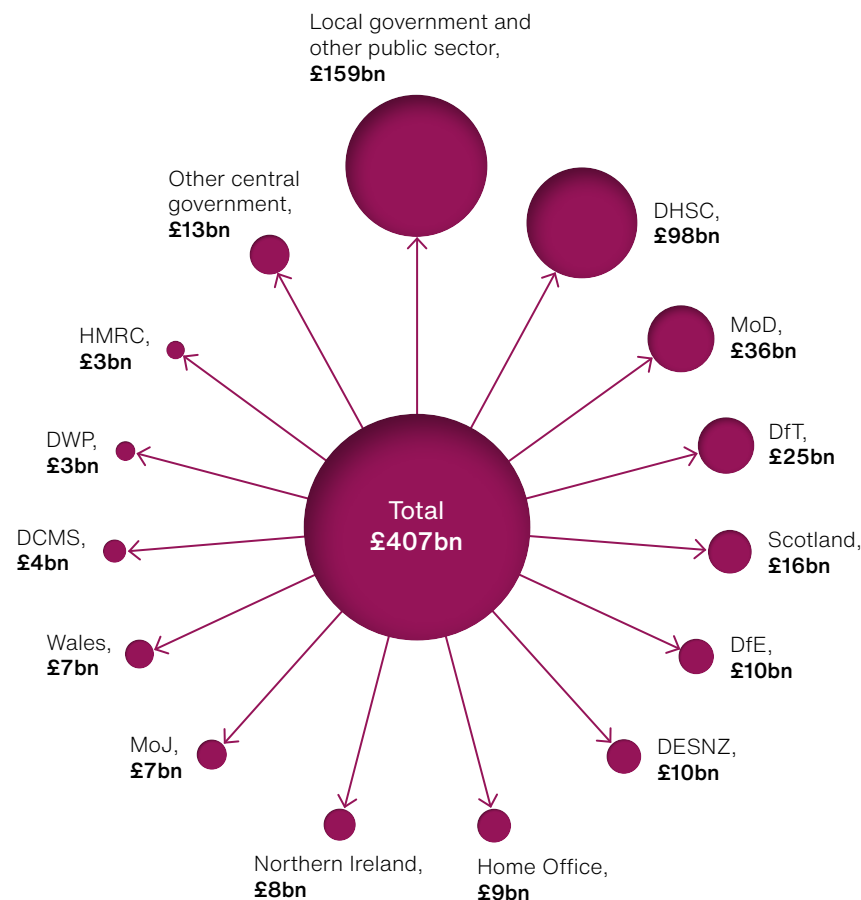 Local government and
other public sector,
£159bn
DHSC,
£98bn
MoD,
£36bn
DfT,
£25bn
Scotland,
£16bn
DfE,
£10bn
DESNZ,
£10bn
Home Office,
£9bn
Northern Ireland,
£8bn
MoJ,
£7bn
Wales,
£7bn
DCMS,
£4bn
DWP,
£3bn
HMRC,
£3bn
Other central
government,
£13bn
Total
£407bn